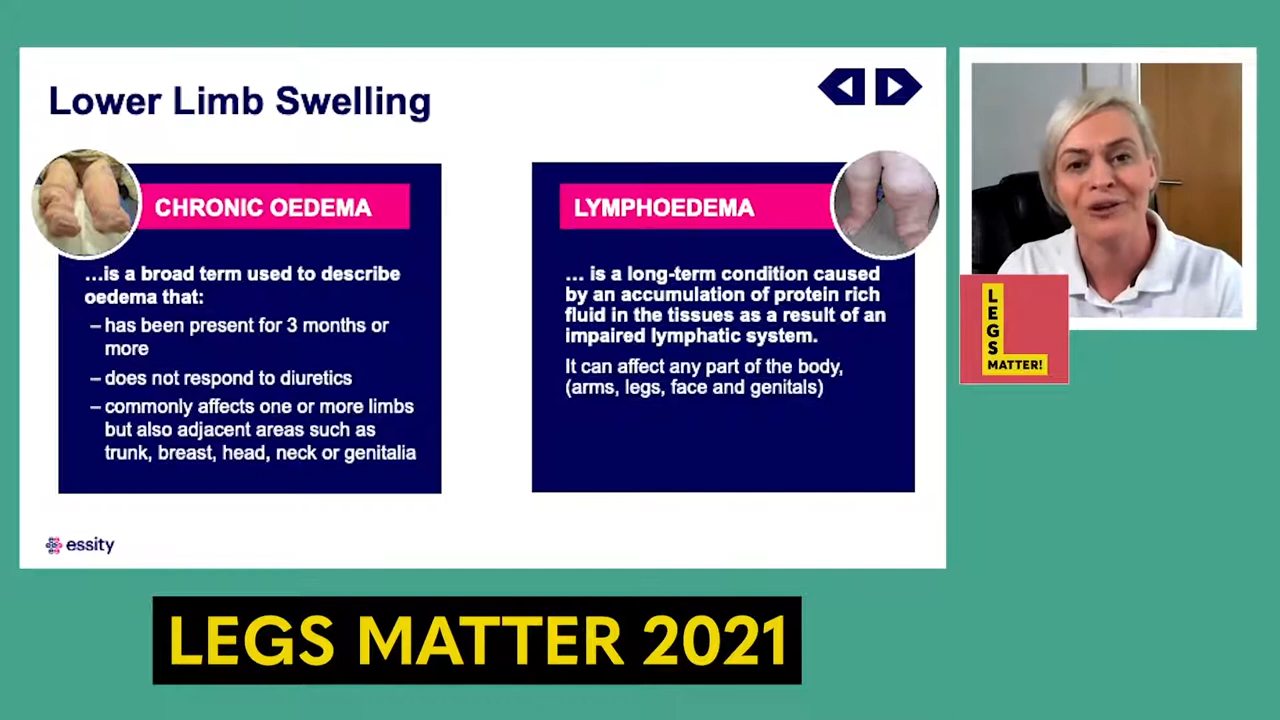 Lower Limb Swelling
CHRONIC OEDEMA
...is a broad term used to describe
oedema that:
– has been present for 3 months or
more
– does not respond to diuretics
– commonly affects one or more limbs
but also adjacent areas such as
trunk, breast, head, neck or genitalia
LYMPHOEDEMA
... is a long-term condition caused
by an accumulation of protein rich
fluid in the tissues as a result of an
impaired lymphatic system.
It can affect any part of the body,
(arms, legs, face and genitals)
essity
LEGS
MATTER!
LEGS MATTER 2021